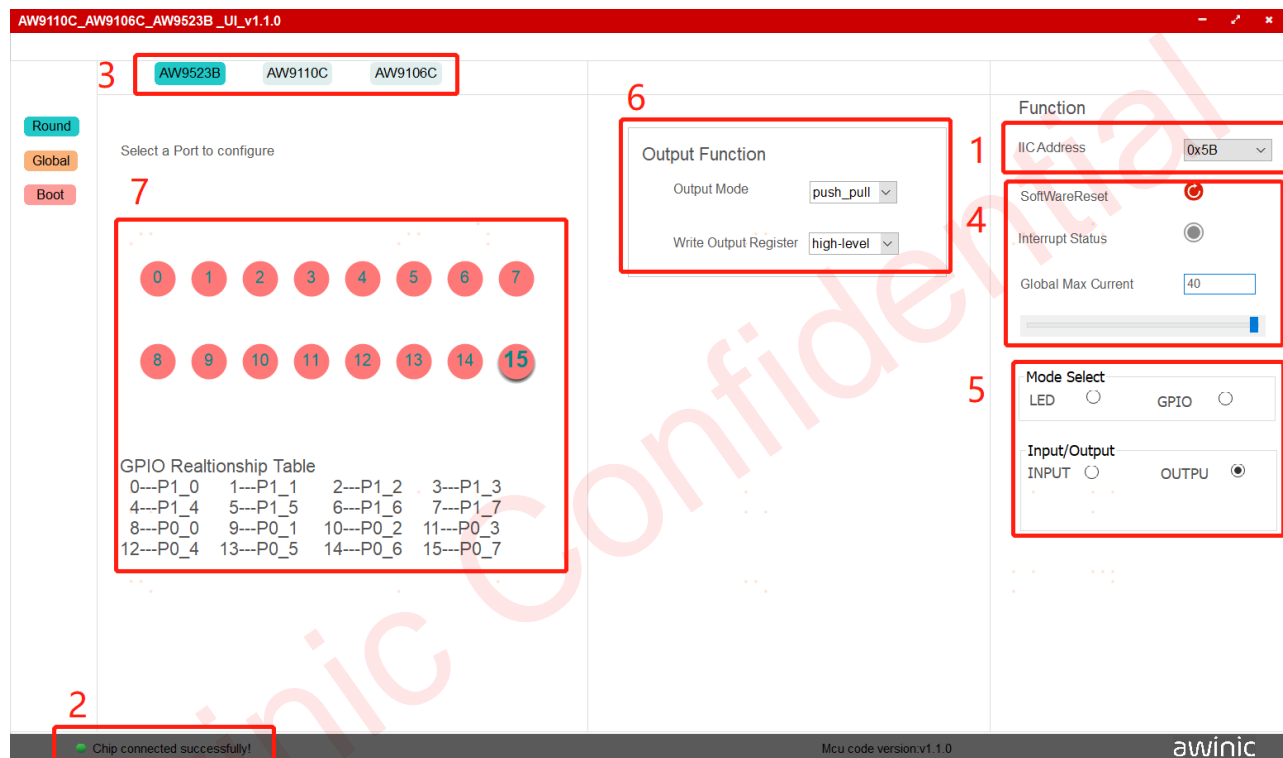 AW9110C_AW9106C_AW9523B _UI_v1.1.0
3
AW9523B AW9110C AW9106C
6
Function
Round
1
IIC Address 0x5B
Global
Select a Port to configure
Output Function
Boot
7
Output Mode push_pull
4
SoftWareReset
Write Output Register high-level
Interrupt Status
0 1 2 3 4 5 6 7
Global Max Current 40
8 9 10 11 12 13 14 15
5
Mode Select
LED GPIO
Input/Output
INPUT OUTPU
GPIO Realtionship Table
0---P1_0 1---P1_1 2---P1_2 3---P1_3
4---P1_4 5---P1_5 6---P1_6 7---P1_7
8---P0_0 9---P0_1 10---P0_2 11---P0_3
12---P0_4 13---P0_5 14---P0_6 15---P0_7
2
Chip connected successfully!
Mcu code version:v1.1.0
awinic
inic Confidential